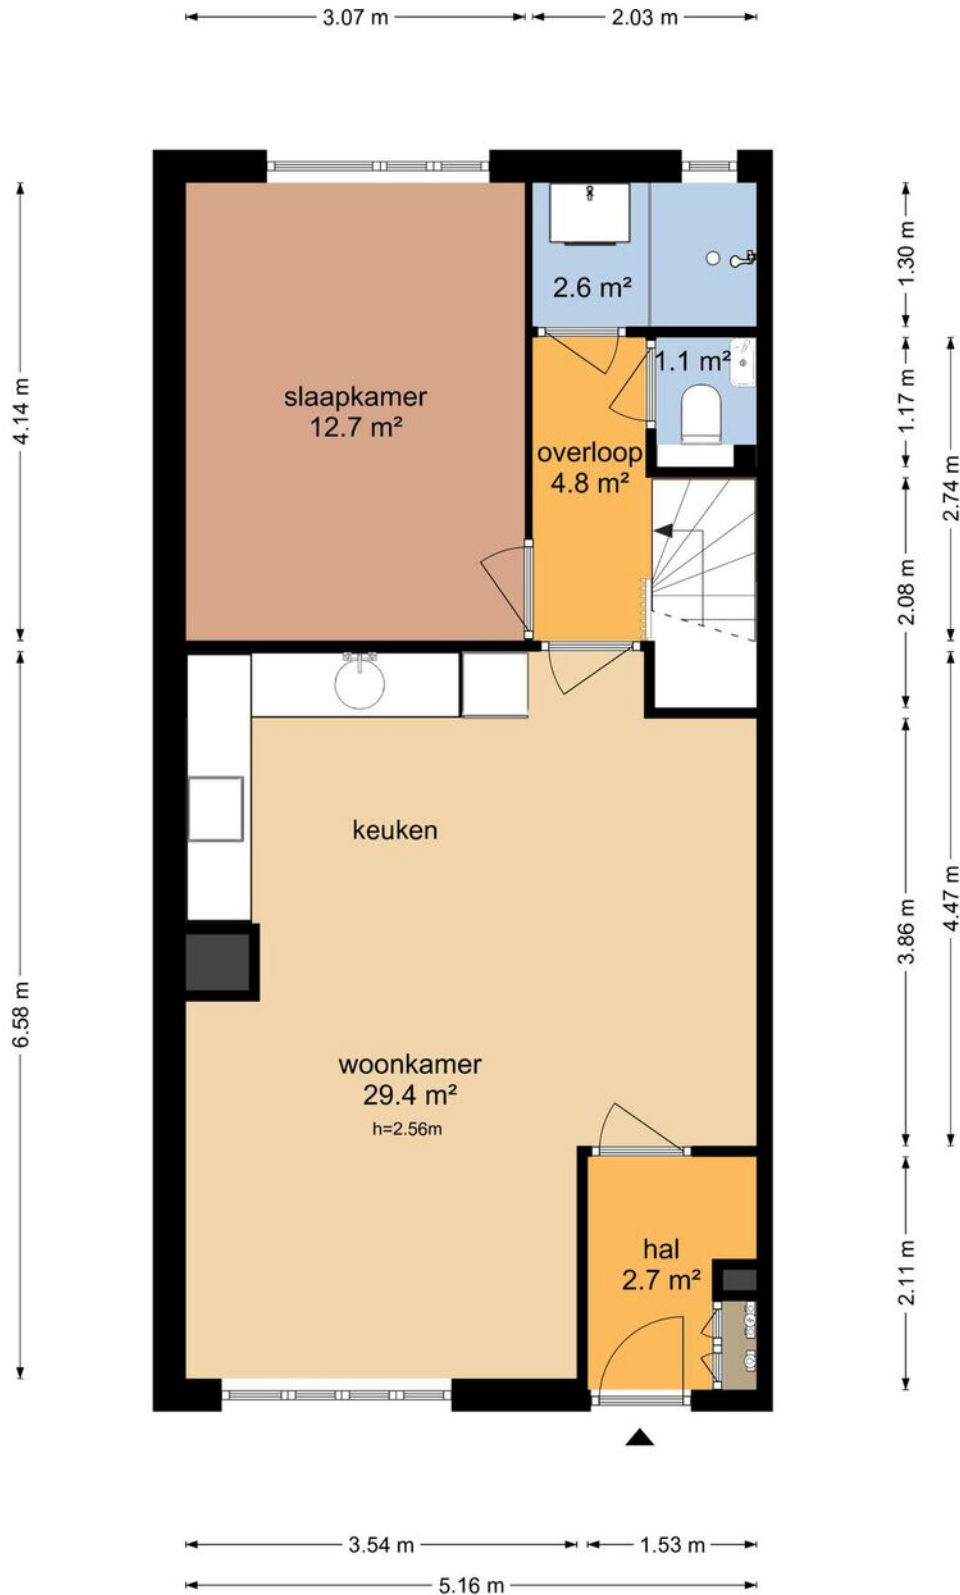 3.07 m
2.03 m
1.30 m
2.6 m²
1.1 m²
1.17 m
4.14 m
slaapkamer
12.7 m²
overloop
4.8 m²
2.74 m
2.08 m
keuken
3.86 m
4.47 m
6.58 m
woonkamer
29.4 m²
h=2.56m
hal
2.7 m²
2.11 m
3.54 m
1.53 m
5.16 m